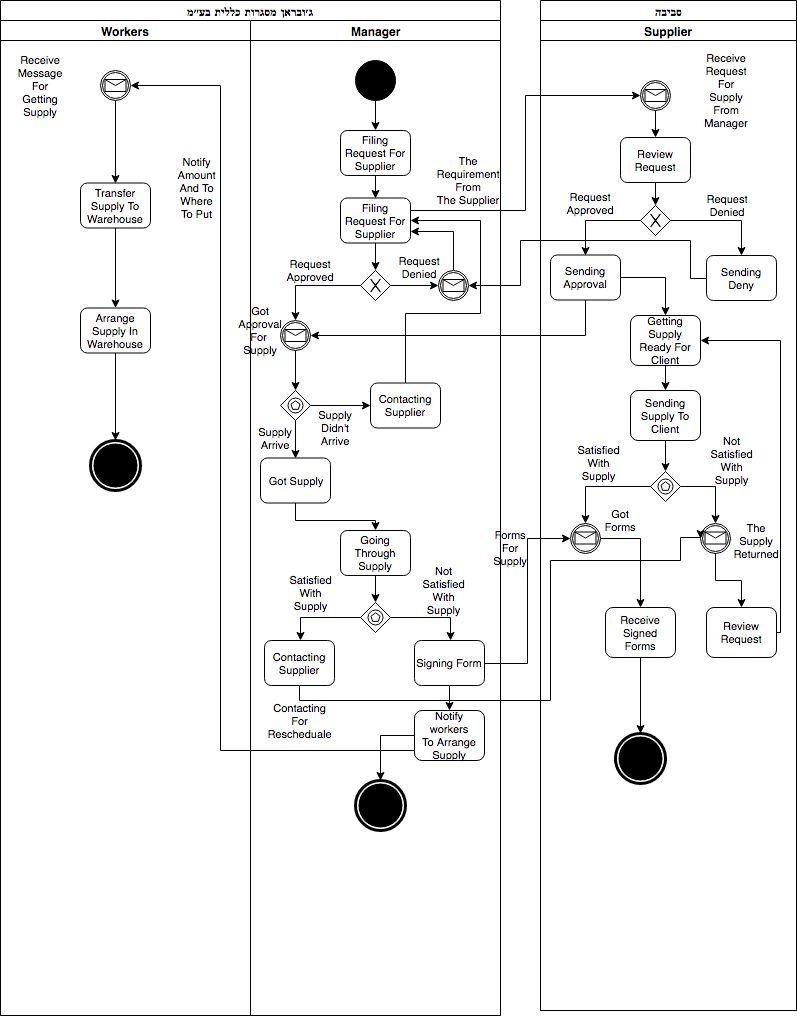 ג'ובראן מסגרות כללית בע"מ
סביבה
Workers
Manager
Supplier
Receive
Message
For
Getting
Supply
Transfer
Supply To
Warehouse
Arrange
Supply In
Warehouse
Notify
Amount And To
Where
To Put
Filing
Request For
Supplier
Filing
Request For
Supplier
The
Requirement
From
The Supplier
Request
Approved
X
Request
Denied
Got
Approval
For
Supply
Contacting
Supplier
Supply
Didn't
Arrive
Supply
Arrive
Got Supply
Going
Through
Supply
Satisfied
With
Supply
Not
Satisfied
With
Supply
Contacting
Supplier
Signing Form
Contacting
For
Rescheduale
Notify
workers
To Arrange
Supply
Forms
For
Supply
Receive
Request
For
Supply
From
Manager
Review
Request
Request
Approved
X
Request
Denied
Sending
Approval
Sending
Deny
Getting
Supply
Ready For
Client
Sending
Supply To
Client
Satisfied
With
Supply
Not
Satisfied
With
Supply
Got
Forms
The
Supply
Returned
Receive
Signed
Forms
Review
Request